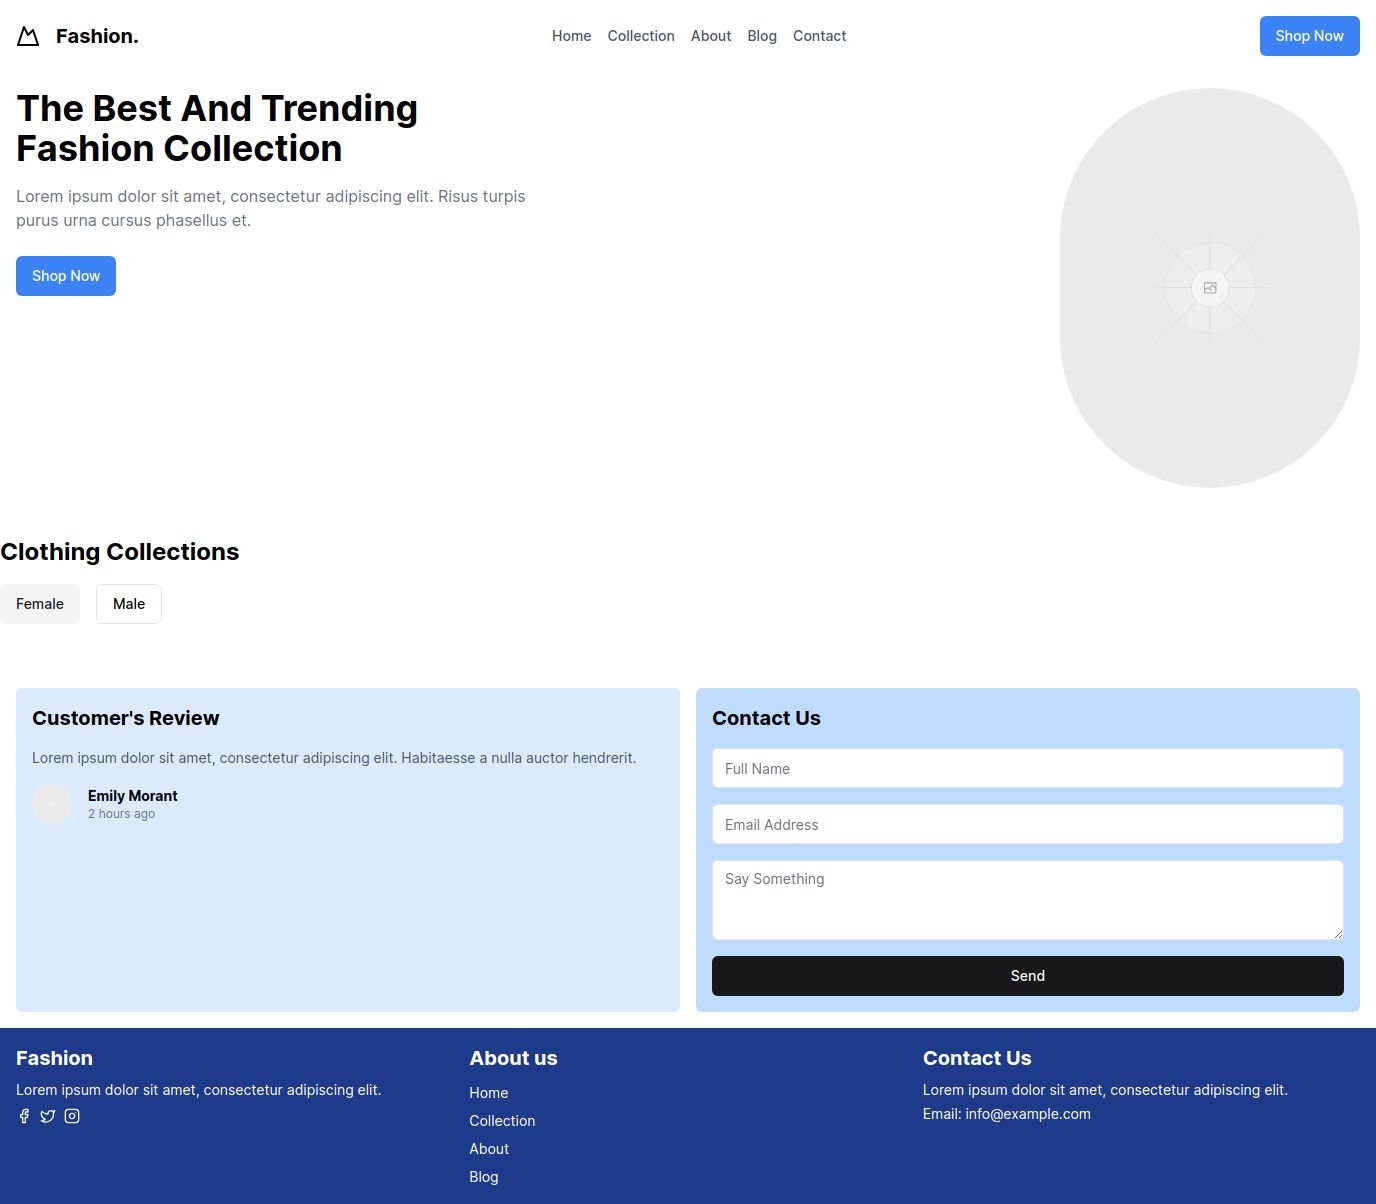 Fashion.
Home Collection About Blog Contact
Shop Now
The Best And Trending
Fashion Collection
Lorem ipsum dolor sit amet, consectetur adipiscing elit. Risus turpis
purus urna cursus phasellus et.
Shop Now
Clothing Collections
Female Male
Customer's Review
Lorem ipsum dolor sit amet, consectetur adipiscing elit. Habitaesse a nulla auctor hendrerit.
Emily Morant
2 hours ago
Contact Us
Full Name
Email Address
Say Something
Send
Fashion
Lorem ipsum dolor sit amet, consectetur adipiscing elit.
About us
Home
Collection
About
Blog
Contact Us
Lorem ipsum dolor sit amet, consectetur adipiscing elit.
Email: info@example.com